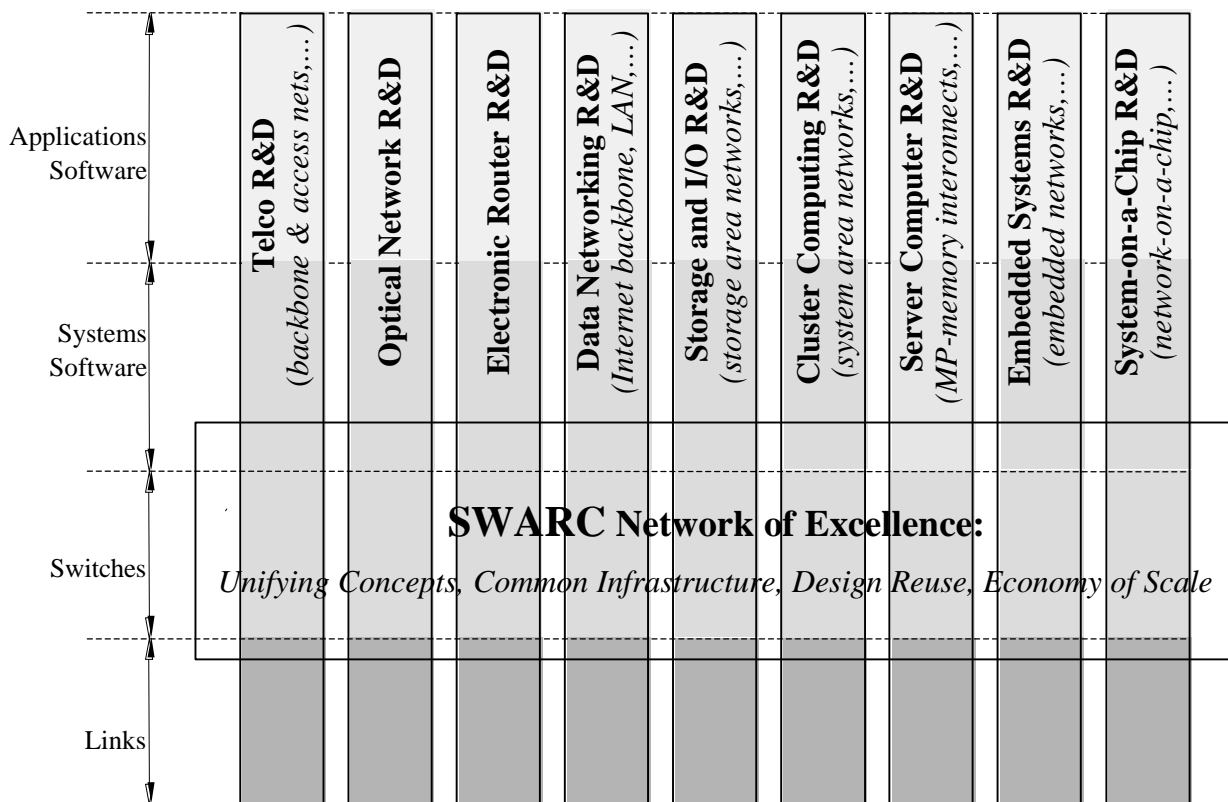 Applications
Software
Systems
Software
Switches
Links
Telco R&D
(backbone & access nets,...)
Optical Network R&D
Electronic Router R&D
Data Networking R&D
(Internet backbone, LAN,...)
Storage and I/O R&D
(storage area networks,...)
Cluster Computing R&D
(system area networks,...)
Server Computer R&D
(MP-memory interconnects,...)
Embedded Systems R&D
(embedded networks,...)
System-on-a-Chip R&D
(network-on-a-chip,...)
SWARC Network of Excellence:
Unifying Concepts, Common Infrastructure, Design Reuse, Economy of Scale